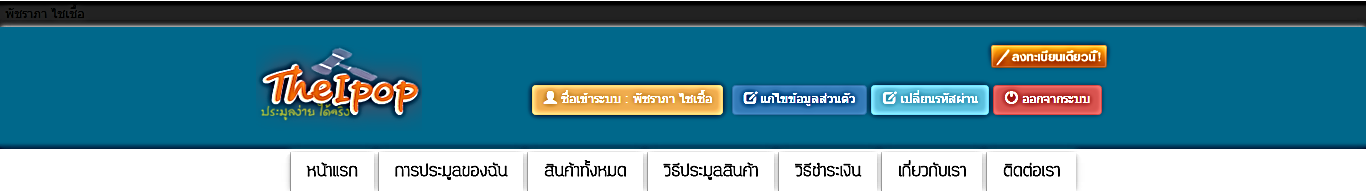 พัชราภา ไชเชื้อ
ลงทะเบียนเดี๋ยวนี้!
TheIpop
ประมูลง่าย ได้จริง
ชื่อเข้าระบบ : พัชราภา ไชเชื้อ
แก้ไขข้อมูลส่วนตัว
เปลี่ยนรหัสผ่าน
ออกจากระบบ
หน้าแรก
การประมูลของฉัน
สินค้าทั้งหมด
วิธีประมูลสินค้า
วิธีชำระเงิน
เกี่ยวกับเรา
ติดต่อเรา